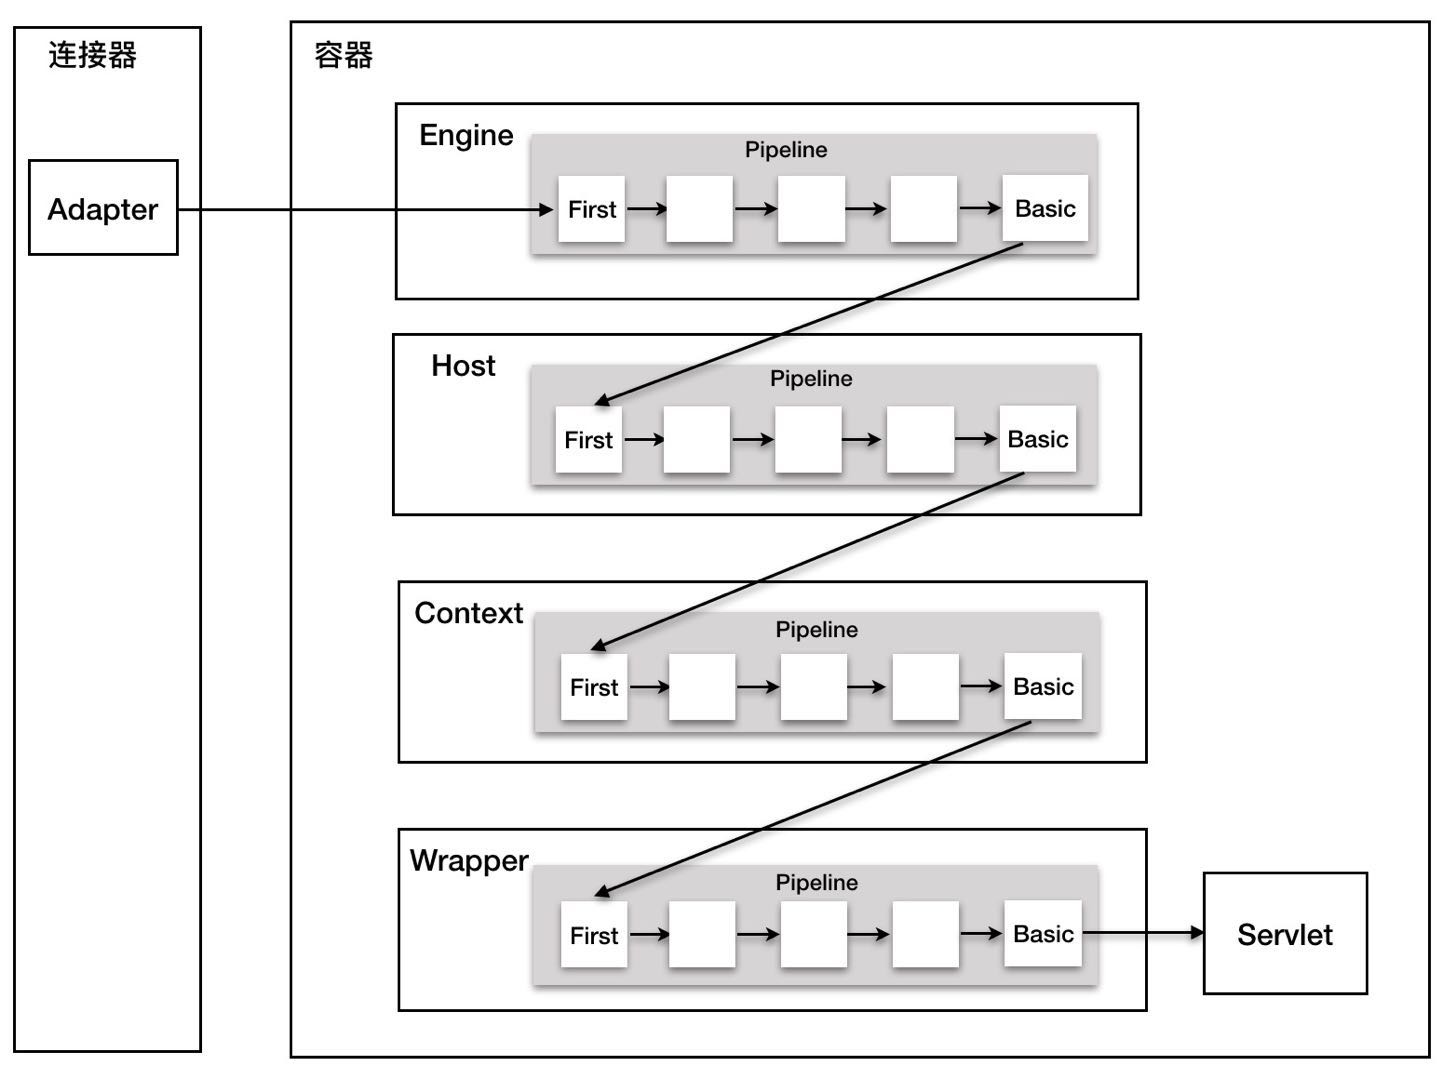 连接器
Adapter
容器
Engine
Pipeline
First
Basic
Host
Pipeline
First
Basic
Context
Pipeline
First
Basic
Wrapper
Pipeline
First
Basic
Servlet